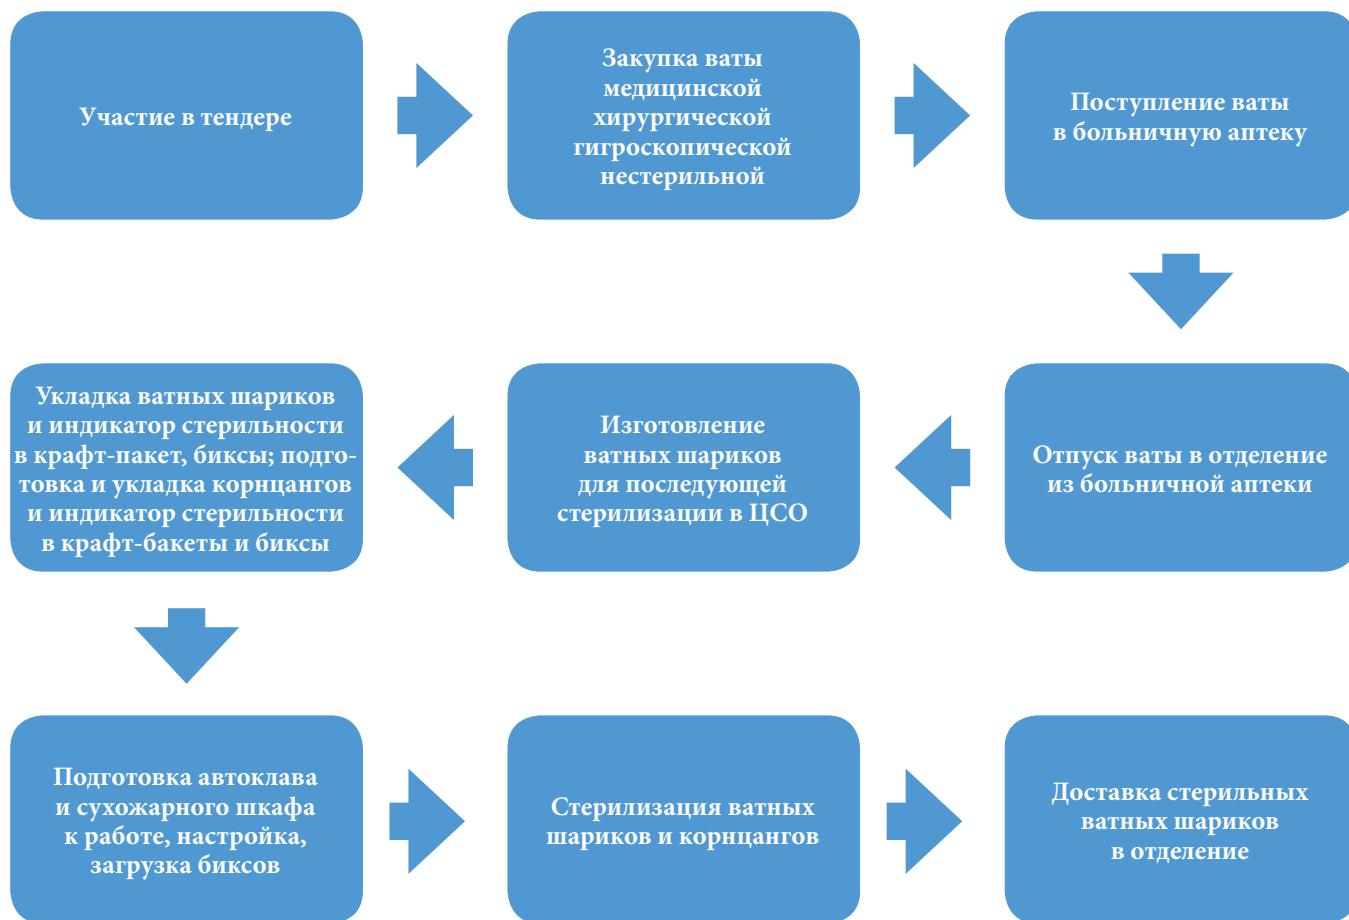 Участие в тендере
Закупка ваты
медицинской
хирургической
гигроскопической
нестерильной
Поступление ваты
в больничную аптеку
Отпуск ваты в отделение
из больничной аптеки
Изготовление
ватных шариков
для последующей
стерилизации в ЦСО
Укладка ватных шариков
и индикатор стерильности
в крафт-пакет, биксы; подго-
товка и укладка корнцангов
и индикатор стерильности
в крафт-бакеты и биксы
Подготовка автоклава
и сухожарного шкафа
к работе, настройка,
загрузка биксов
Стерилизация ватных
шариков и корнцангов
Доставка стерильных
ватных шариков
в отделение